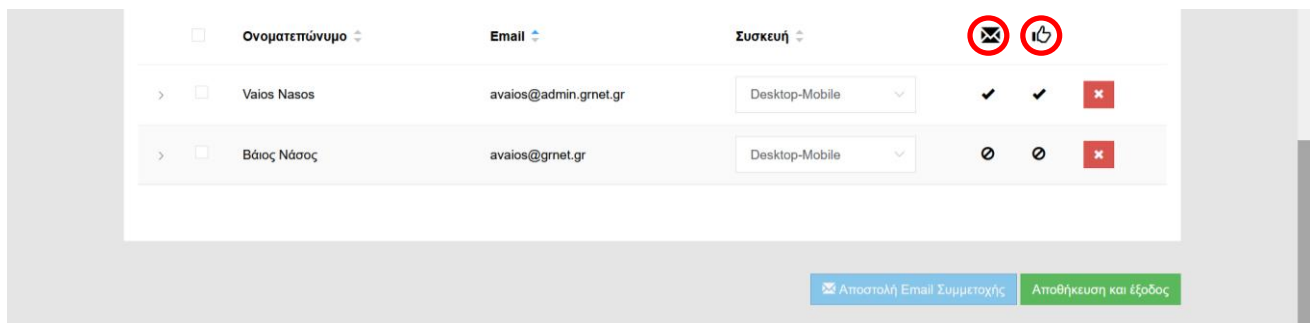 Ονοματεπώνυμο Email Συσκευή
Vaios Nasos avaios@admin.grnet.gr Desktop-Mobile
Βάιος Νάσος avaios@grnet.gr Desktop-Mobile
Αποστολή Email Συμμετοχής Αποθήκευση και έξοδος